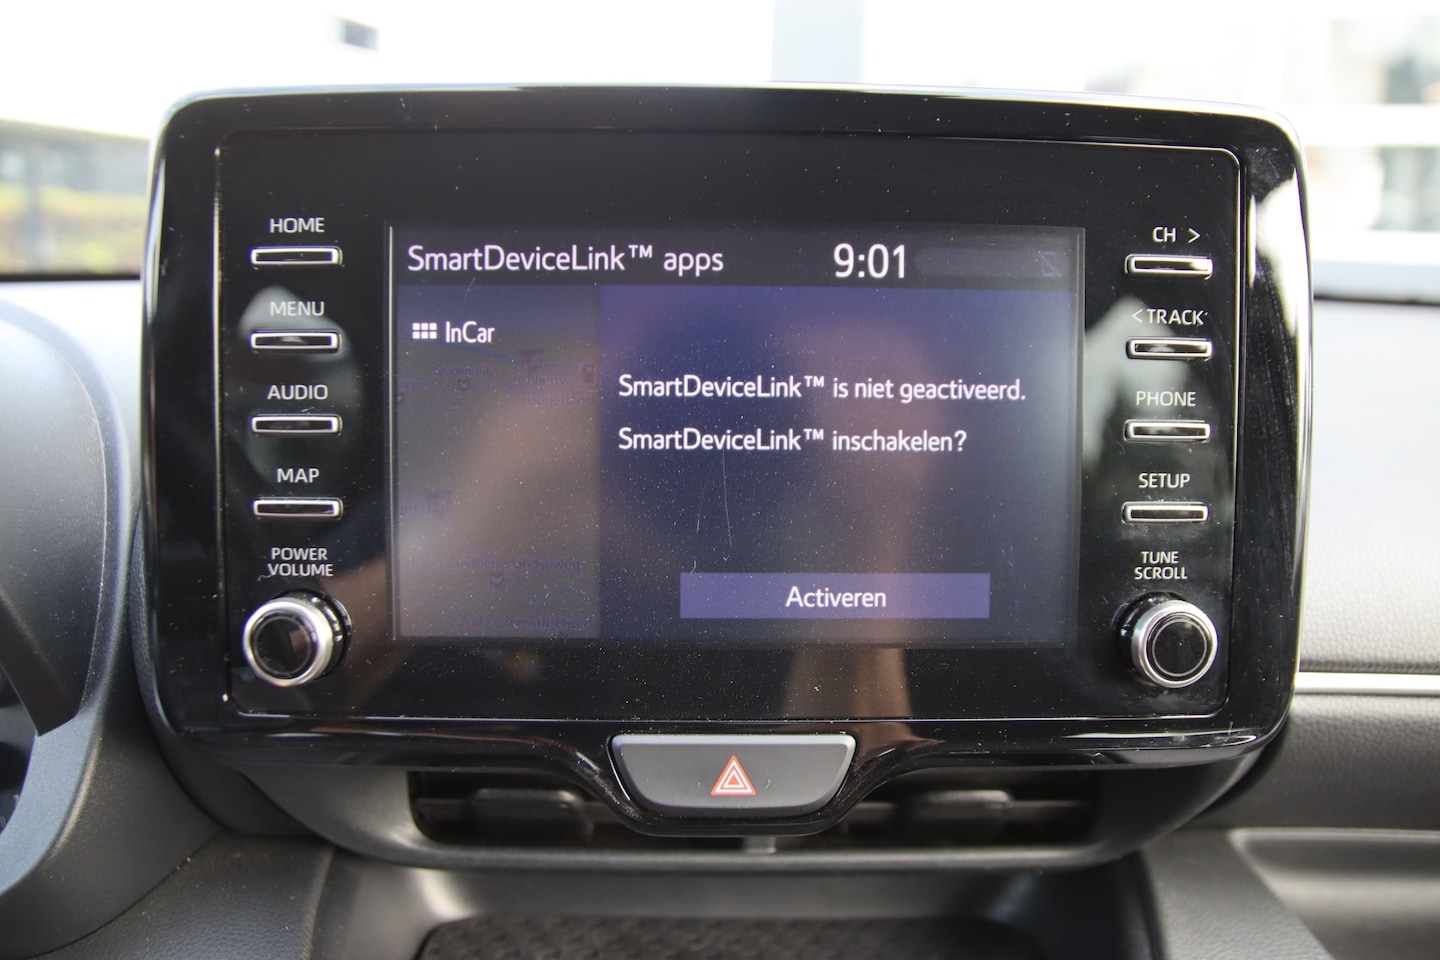 HOME
MENU
AUDIO
MAP
POWER
VOLUME
SmartDeviceLink™ apps
9:01
InCar
SmartDeviceLink™ is niet geactiveerd.
SmartDeviceLink™ inschakelen?
Activeren
CH >
< TRACK
PHONE
SETUP
TUNE
SCROLL